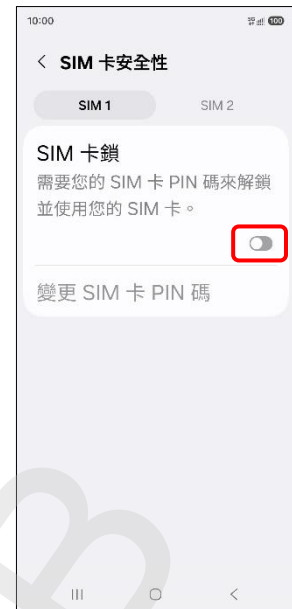 10:00
100
< SIM 卡安全性
SIM 1 SIM 2
SIM 卡鎖
需要您的 SIM 卡 PIN 碼來解鎖
並使用您的 SIM 卡。
變更 SIM 卡 PIN 碼